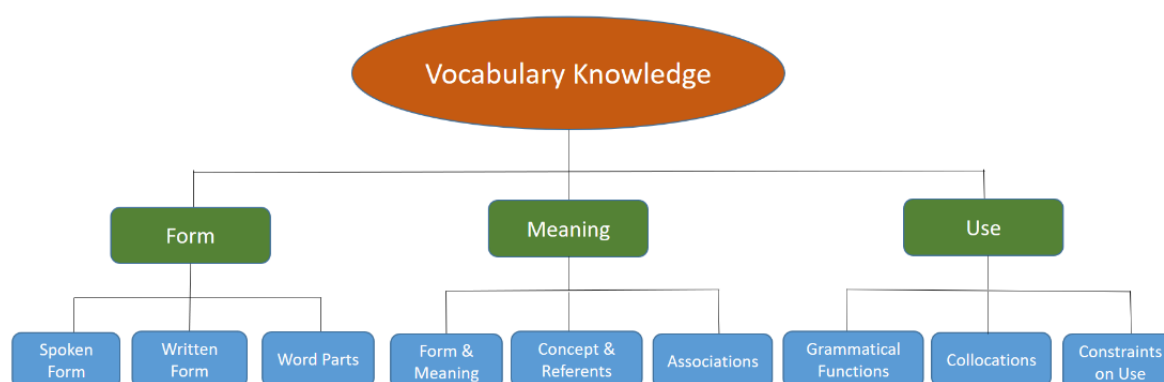 Vocabulary Knowledge
Form
Meaning
Use
Spoken
Form
Written
Form
Word Parts
Form &
Meaning
Concept &
Referents
Associations
Grammatical
Functions
Collocations
Constraints
on Use